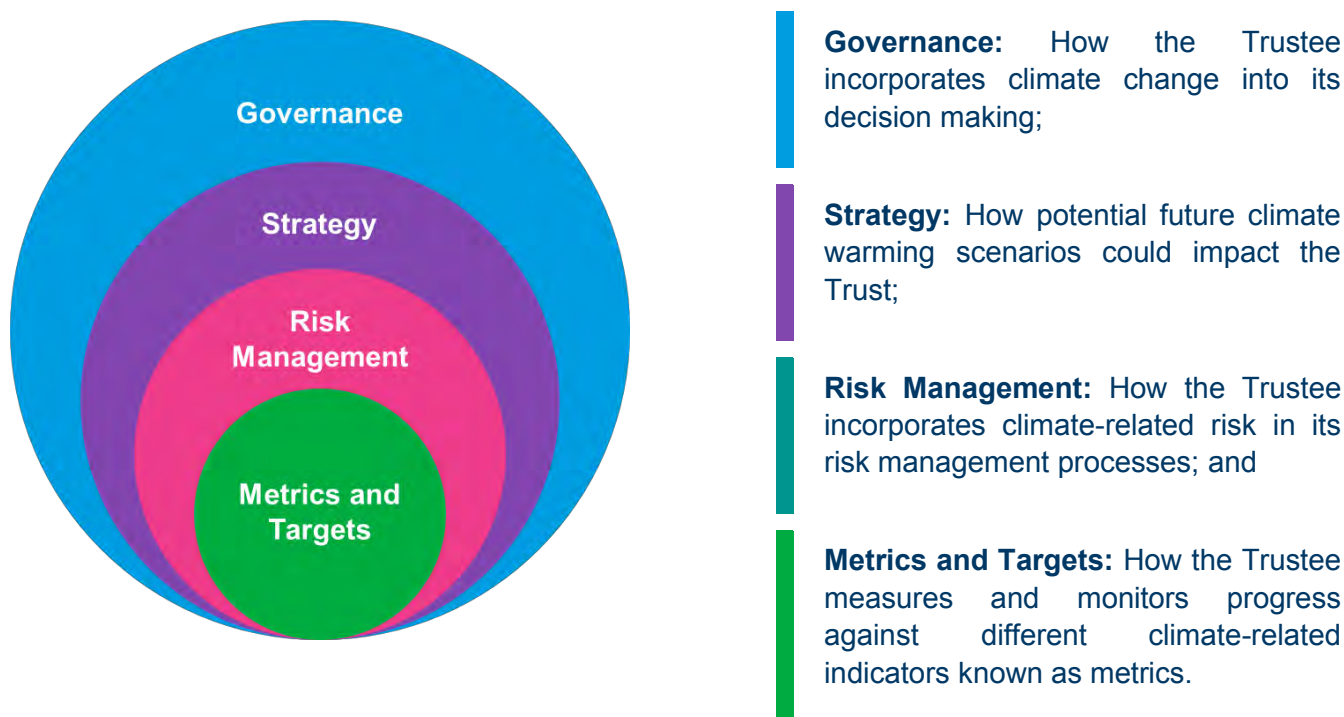 Governance
Strategy
Risk
Management
Metrics and
Targets
Governance: How the Trustee
incorporates climate change into its
decision making;
Strategy: How potential future climate
warming scenarios could impact the
Trust;
Risk Management: How the Trustee
incorporates climate-related risk in its
risk management processes; and
Metrics and Targets: How the Trustee
measures and monitors progress
against different climate-related
indicators known as metrics.